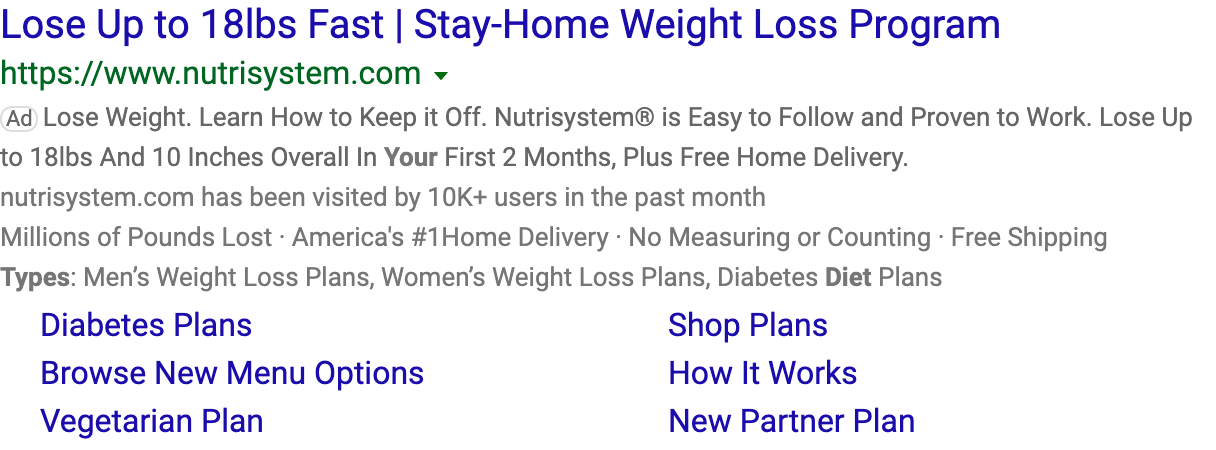 Lose Up to 18lbs Fast | Stay-Home Weight Loss Program
https://www.nutrisystem.com
Ad Lose Weight. Learn How to Keep it Off. Nutrisystem® is Easy to Follow and Proven to Work. Lose Up
to 18lbs And 10 Inches Overall In Your First 2 Months, Plus Free Home Delivery.
nutrisystem.com has been visited by 10K+ users in the past month
Millions of Pounds Lost · America's #1Home Delivery · No Measuring or Counting · Free Shipping
Types: Men’s Weight Loss Plans, Women’s Weight Loss Plans, Diabetes Diet Plans
Diabetes Plans Shop Plans
Browse New Menu Options How It Works
Vegetarian Plan New Partner Plan